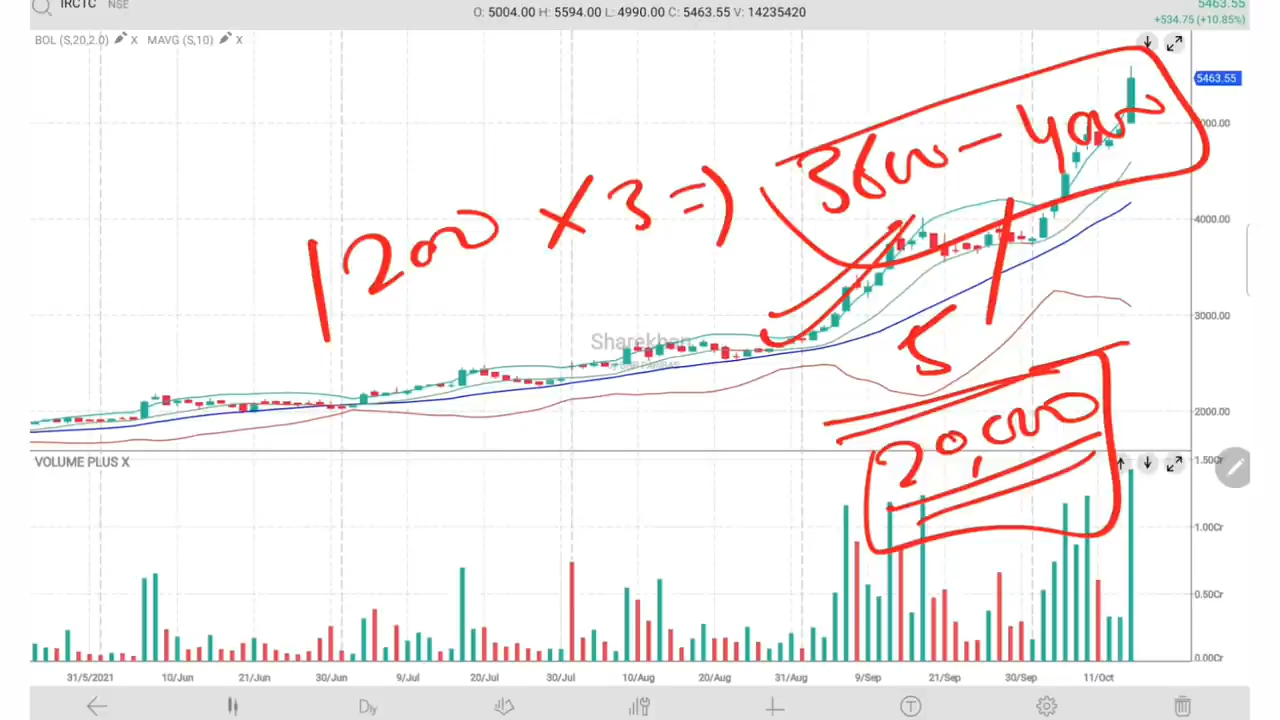 IRCTC NSE
O: 5004.00 H: 5594.00 L: 4990.00 C: 5463.55 V: 14235420
5463.55
+534.75 (+10.85%)
BOL (S,20,2.0) X MAVG (S,10) X
5463.55
000.00
1200 X 3 =) 3600 - 4000
4000.00
3000.00
Sharekhan
5
2000.00
20,000
VOLUME PLUS X
1.50Cr
1.00Cr
0.50Cr
0.00Cr
31/5/2021 10/Jun 21/Jun 30/Jun 9/Jul 20/Jul 30/Jul 10/Aug 20/Aug 31/Aug 9/Sep 21/Sep 30/Sep 11/Oct
Dly
T